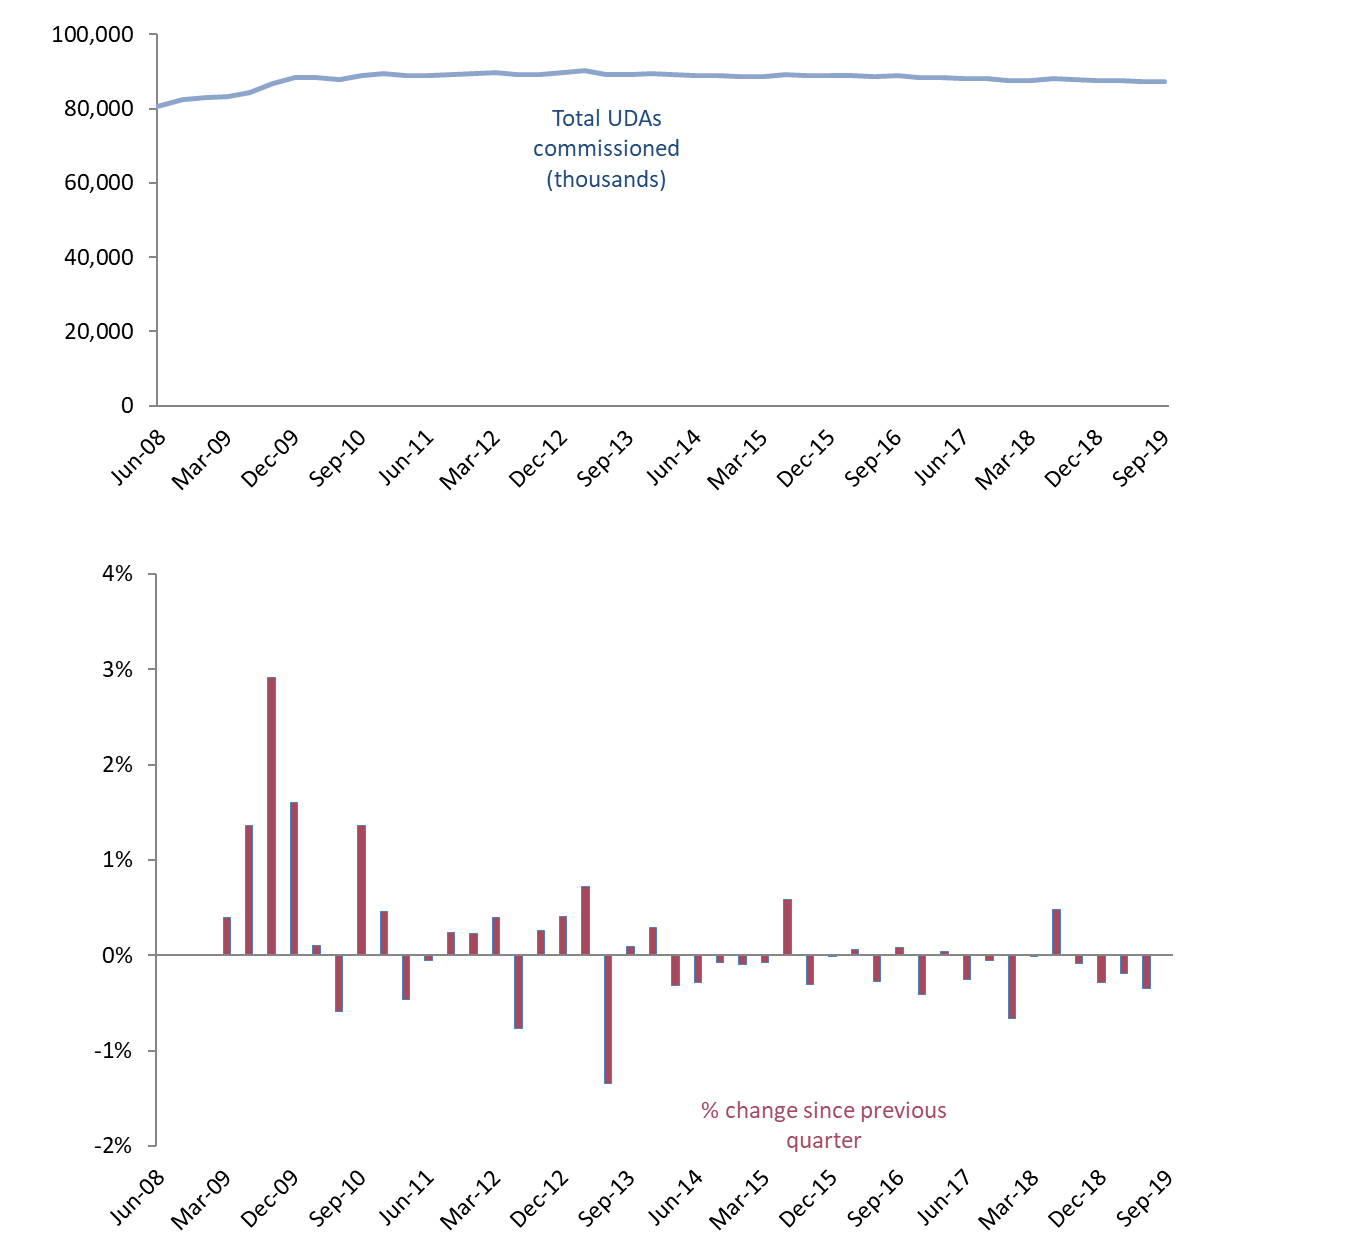 100,000
80,000
60,000
40,000
20,000
0
Total UDAs
commissioned
(thousands)
Jun-08
Mar-09
Dec-09
Sep-10
Jun-11
Mar-12
Dec-12
Sep-13
Jun-14
Mar-15
Dec-15
Sep-16
Jun-17
Mar-18
Dec-18
Sep-19
4%
3%
2%
1%
0%
-1%
-2%
% change since previous
quarter
Jun-08
Mar-09
Dec-09
Sep-10
Jun-11
Mar-12
Dec-12
Sep-13
Jun-14
Mar-15
Dec-15
Sep-16
Jun-17
Mar-18
Dec-18
Sep-19